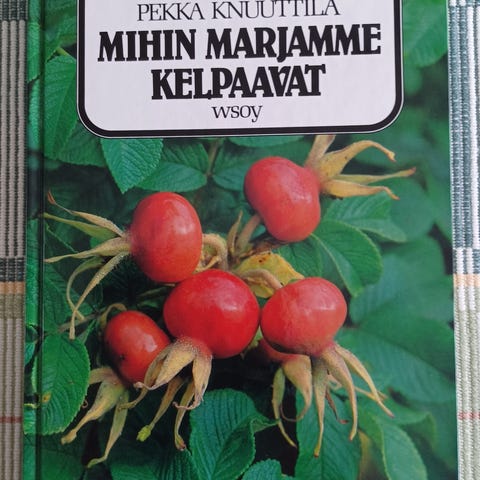 PEKKA KNUUTTILA
MIHIN MARJAMME
KELPAAVAT
wsoy